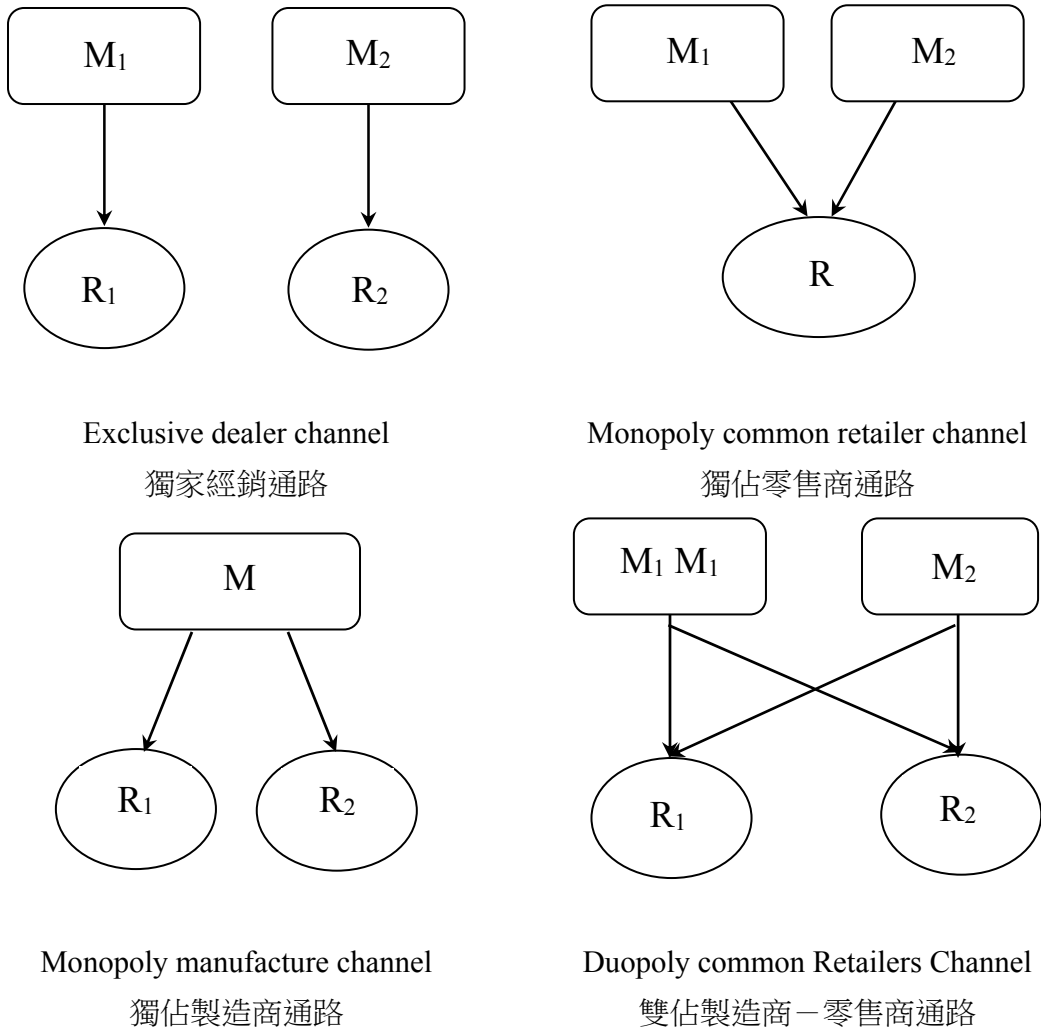 M₁ M₂
R₁ R₂
Exclusive dealer channel
獨家經銷通路
M₁ M₂
R
Monopoly common retailer channel
獨佔零售商通路
M
R₁ R₂
Monopoly manufacture channel
獨佔製造商通路
M₁ M₁ M₂
R₁ R₂
Duopoly common Retailers Channel
雙佔製造商－零售商通路